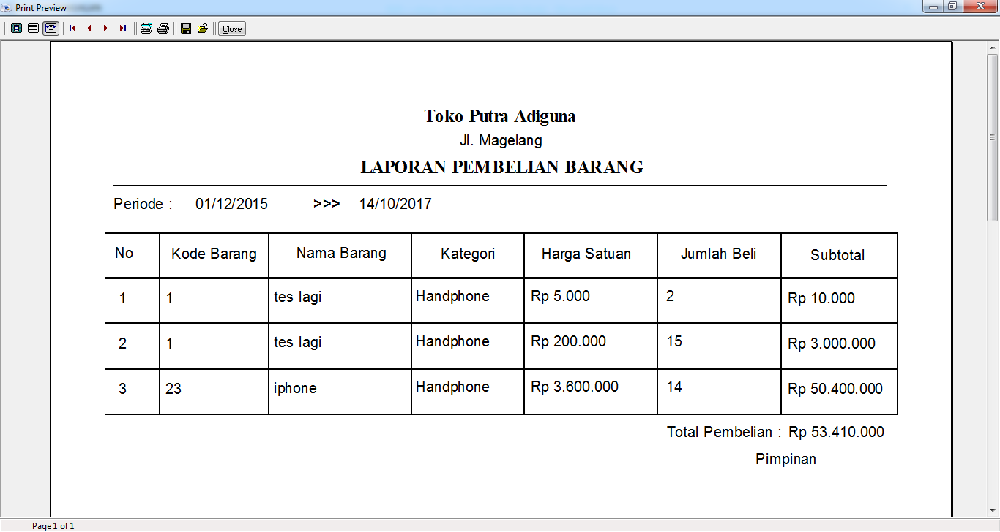 Print Preview
Close
Toko Putra Adiguna
Jl. Magelang
LAPORAN PEMBELIAN BARANG
Periode : 01/12/2015 >>> 14/10/2017
No Kode Barang Nama Barang Kategori Harga Satuan Jumlah Beli Subtotal
1 1 tes lagi Handphone Rp 5.000 2 Rp 10.000
2 1 tes lagi Handphone Rp 200.000 15 Rp 3.000.000
3 23 iphone Handphone Rp 3.600.000 14 Rp 50.400.000
Total Pembelian : Rp 53.410.000
Pimpinan
Page 1 of 1